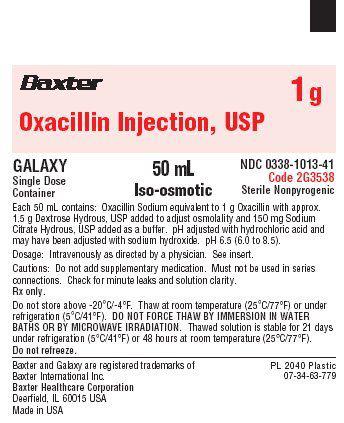 Baxter
1 g
Oxacillin Injection, USP
GALAXY
Single Dose
Container
50 mL
Iso-osmotic
NDC 0338-1013-41
Code 2G3538
Sterile Nonpyrogenic
Each 50 mL contains: Oxacillin Sodium equivalent to 1 g Oxacillin with approx.
1.5 g Dextrose Hydrous, USP added to adjust osmolality and 150 mg Sodium
Citrate Hydrous, USP added as a buffer. pH adjusted with hydrochloric acid and
may have been adjusted with sodium hydroxide. pH 6.5 (6.0 to 8.5).
Dosage: Intravenously as directed by a physician. See insert.
Cautions: Do not add supplementary medication. Must not be used in series
connections. Check for minute leaks and solution clarity.
Rx only.
Do not store above -20°C/-4°F. Thaw at room temperature (25°C/77°F) or under
refrigeration (5°C/41°F). DO NOT FORCE THAW BY IMMERSION IN WATER
BATHS OR BY MICROWAVE IRRADIATION. Thawed solution is stable for 21 days
under refrigeration (5°C/41°F) or 48 hours at room temperature (25°C/77°F).
Do not refreeze.
Baxter and Galaxy are registered trademarks of
Baxter International Inc.
Baxter Healthcare Corporation
Deerfield, IL 60015 USA
Made in USA
PL 2040 Plastic
07-34-63-779